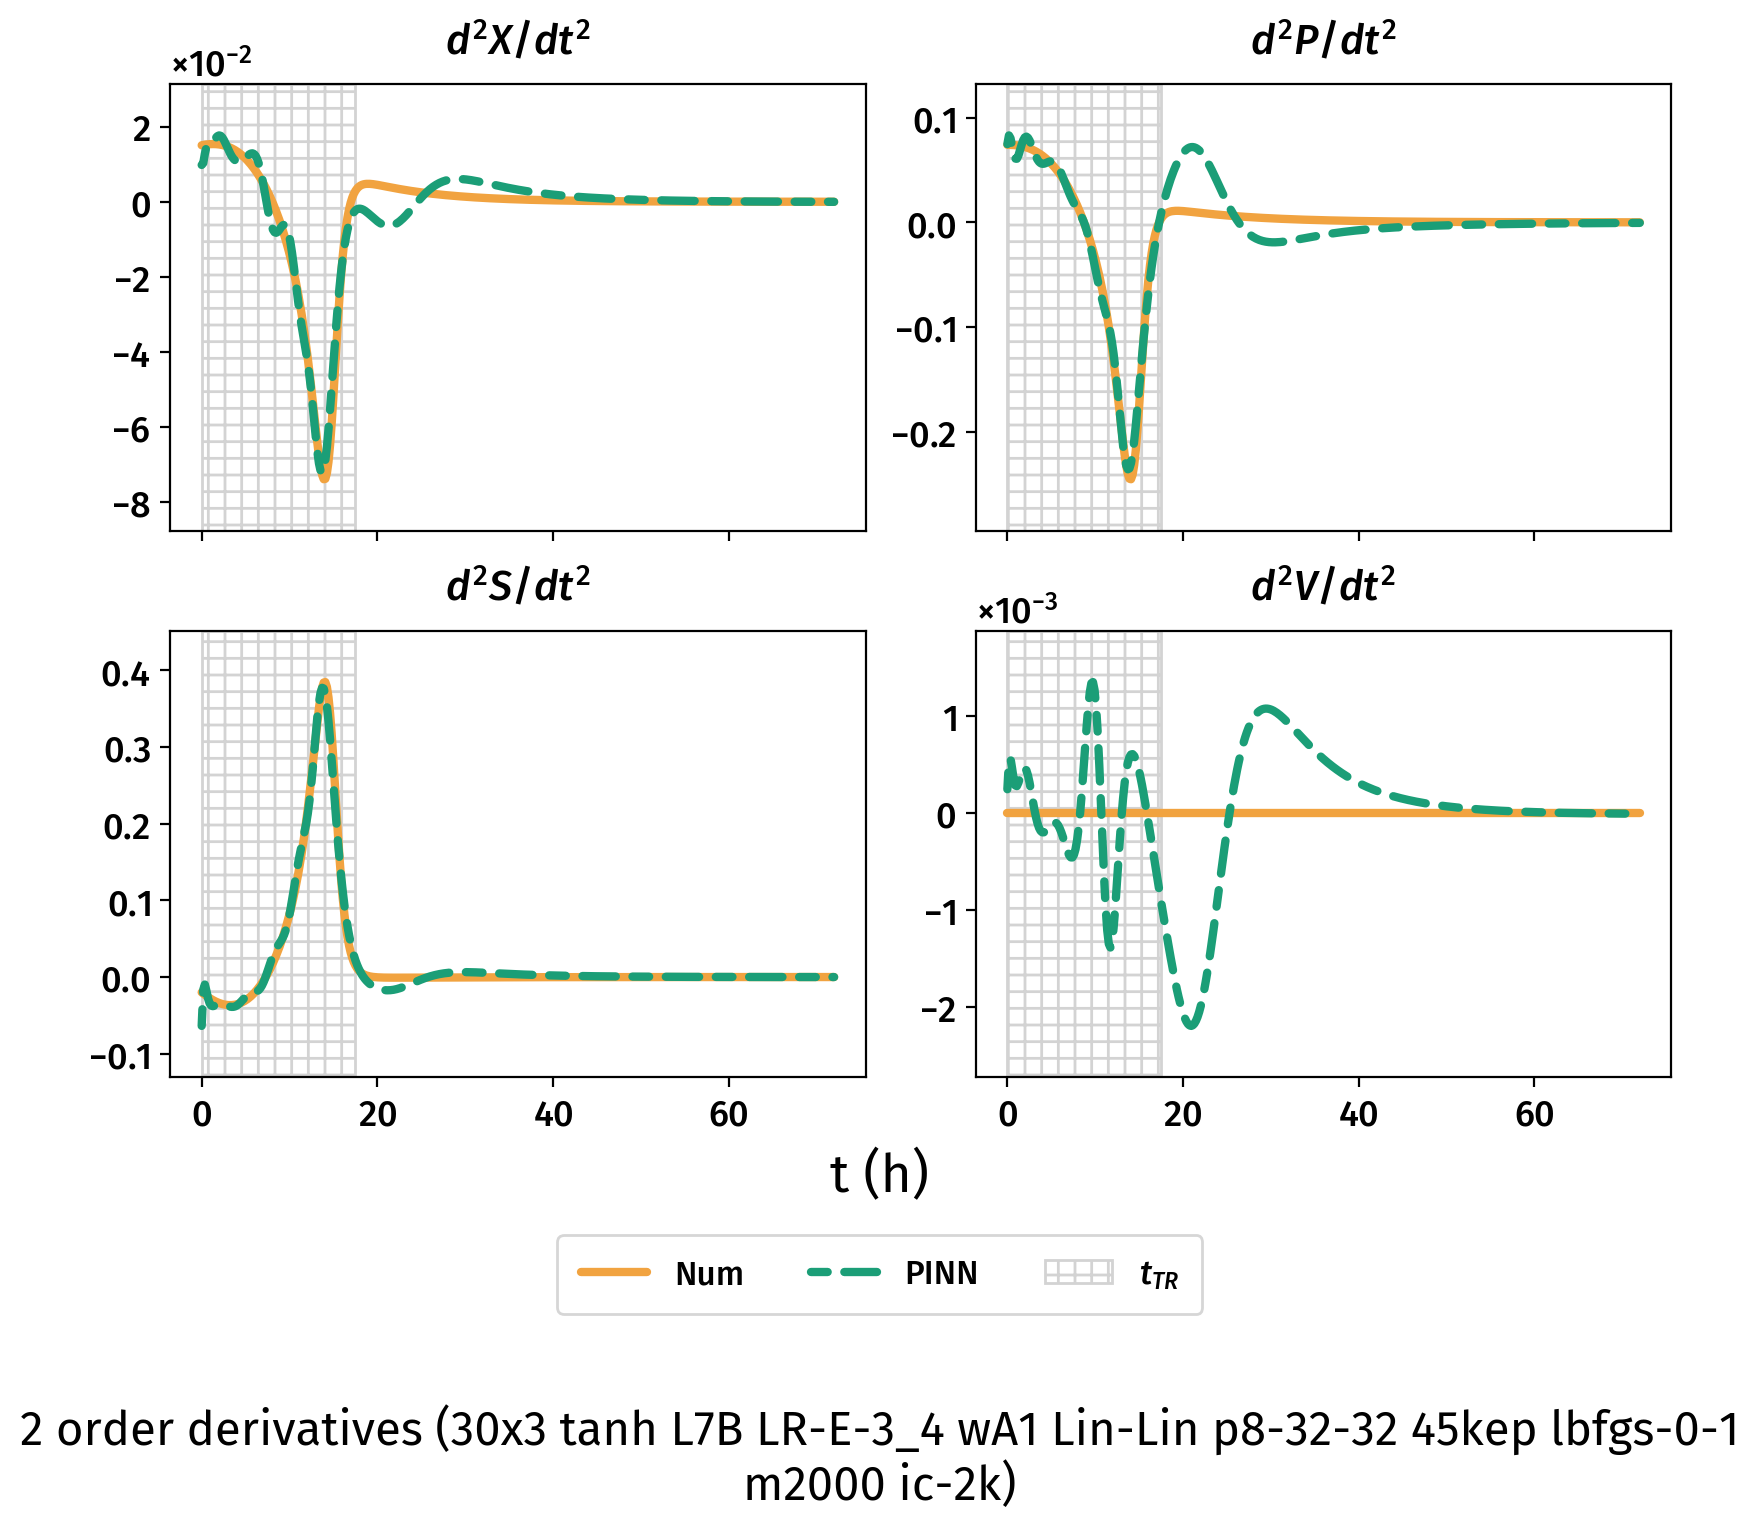 d²X/dt²
d²P/dt²
×10⁻²
2
0
−2
−4
−6
−8
0.1
0.0
−0.1
−0.2
d²S/dt²
d²V/dt²
×10⁻³
0.4
0.3
0.2
0.1
0.0
−0.1
1
0
−1
−2
0 20 40 60
0 20 40 60
t (h)
Num PINN t_TR
2 order derivatives (30x3 tanh L7B LR-E-3_4 wA1 Lin-Lin p8-32-32 45kep lbfgs-0-1
m2000 ic-2k)